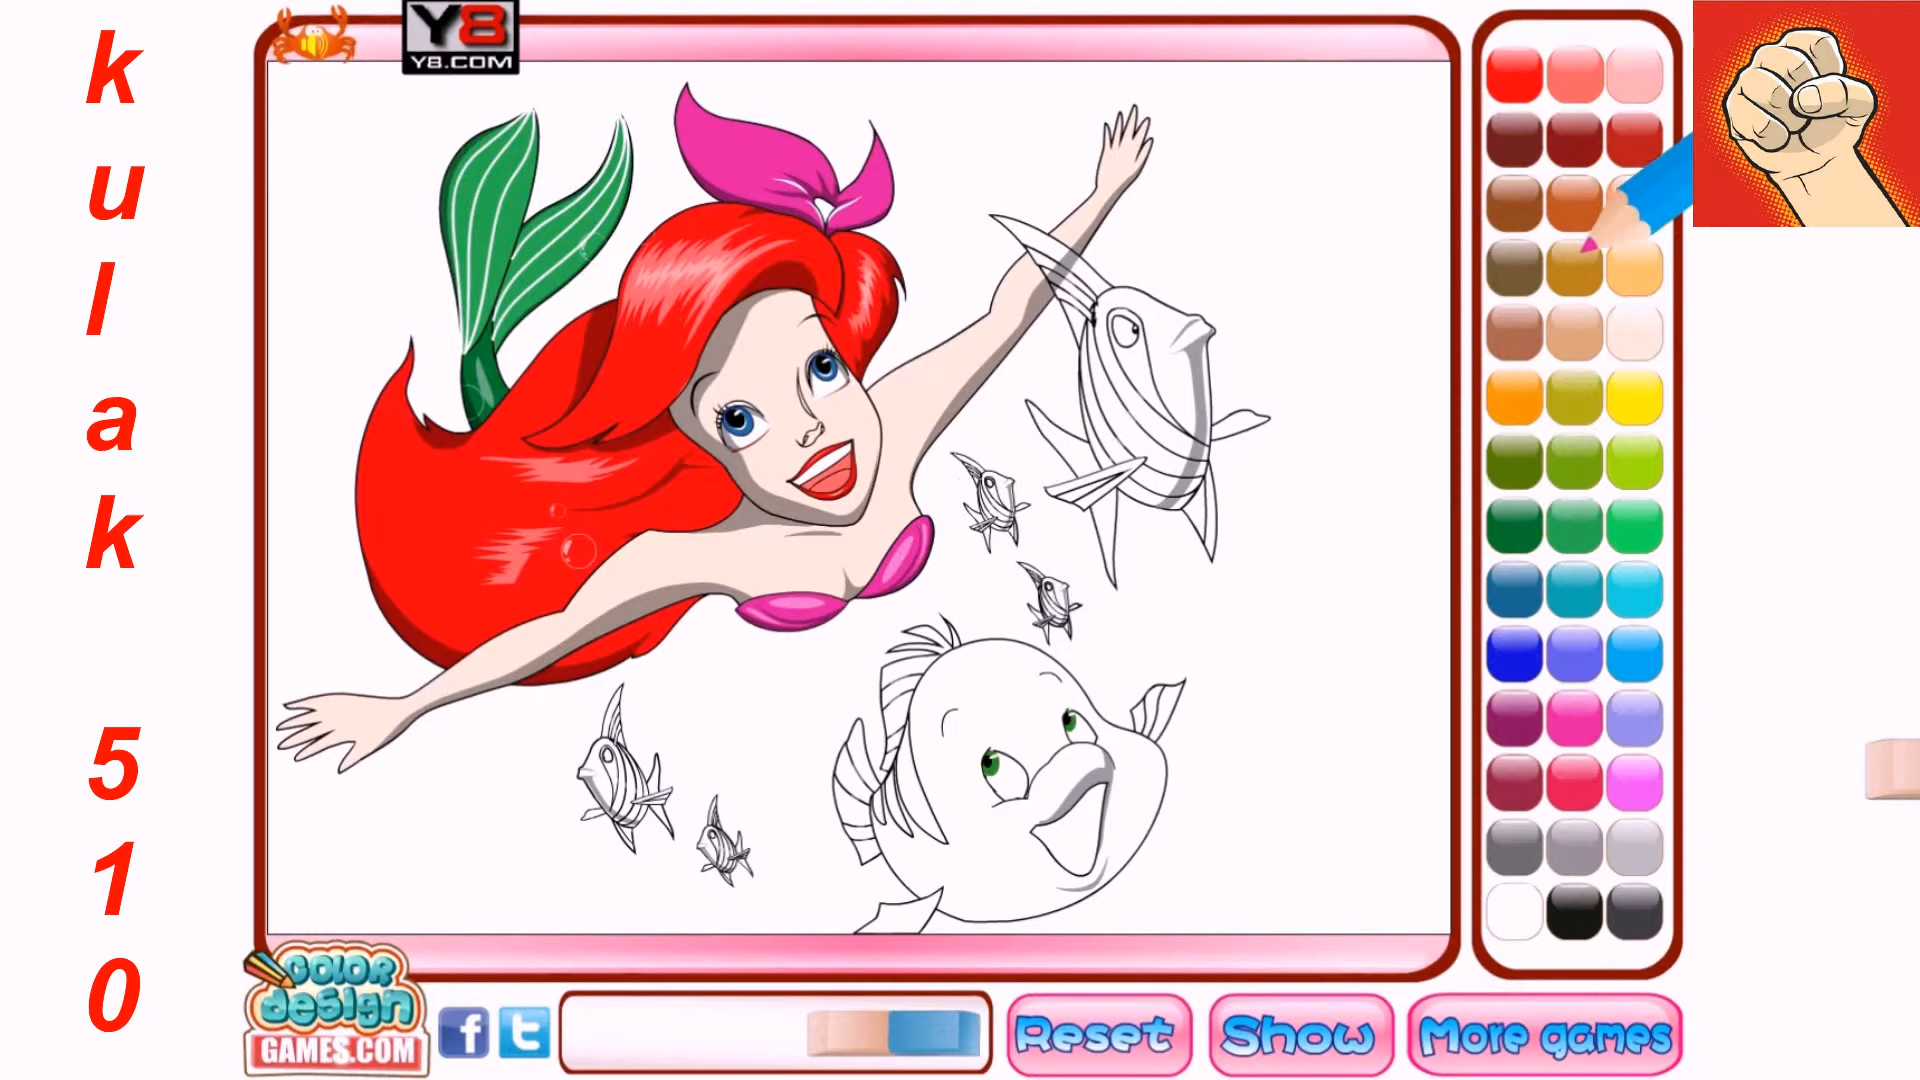 k
u
l
a
k
5
1
0
Y8
Y8.COM
COLOR
design
GAMES.COM
f
t
Reset
Show
More games